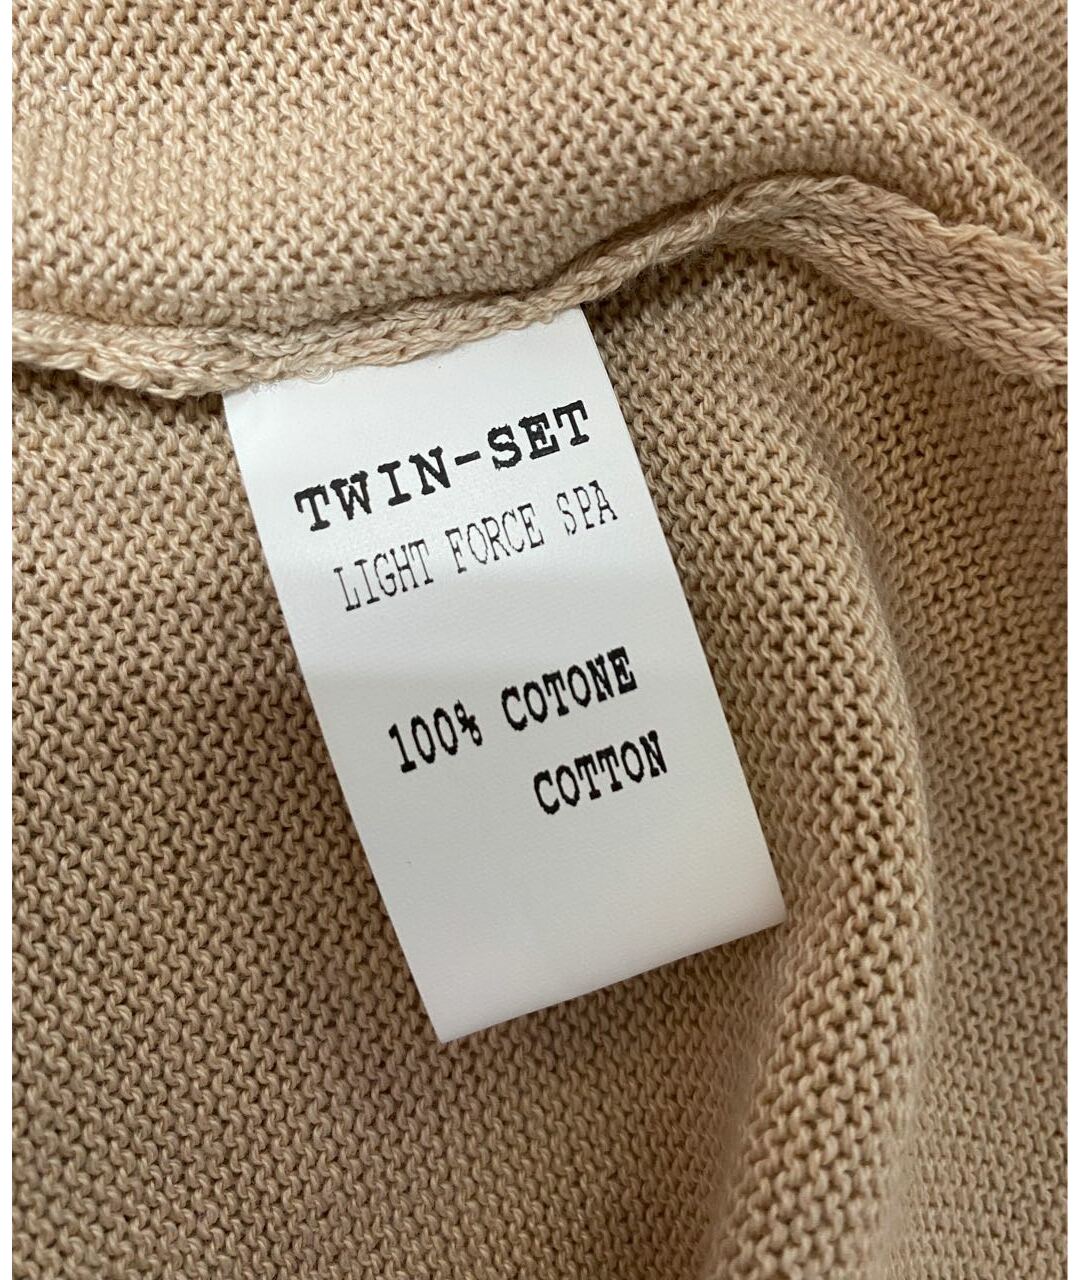 TWIN-SET
LIGHT FORCE SPA
100% COTONE
COTTON